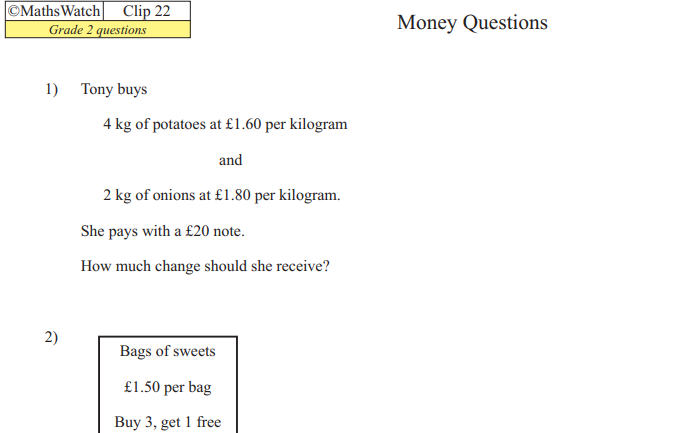 ©MathsWatch Clip 22
Grade 2 questions
Money Questions
1) Tony buys
4 kg of potatoes at £1.60 per kilogram
and
2 kg of onions at £1.80 per kilogram.
She pays with a £20 note.
How much change should she receive?
2)
Bags of sweets
£1.50 per bag
Buy 3, get 1 free